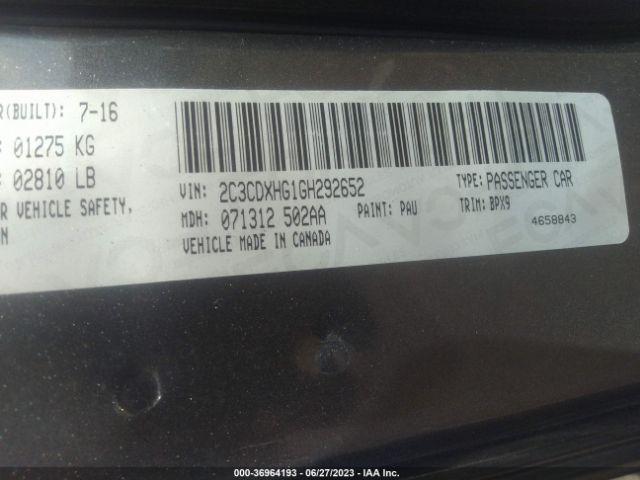 R(BUILT): 7-16
: 01275 KG
: 02810 LB
R VEHICLE SAFETY,
N
VIN: 2C3CDXHG1GH292652
TYPE: PASSENGER CAR
MDH: 071312 502AA
PAINT: PAU
TRIM: BPX9
VEHICLE MADE IN CANADA
4658843
000-36964193 - 06/27/2023 - IAA Inc.